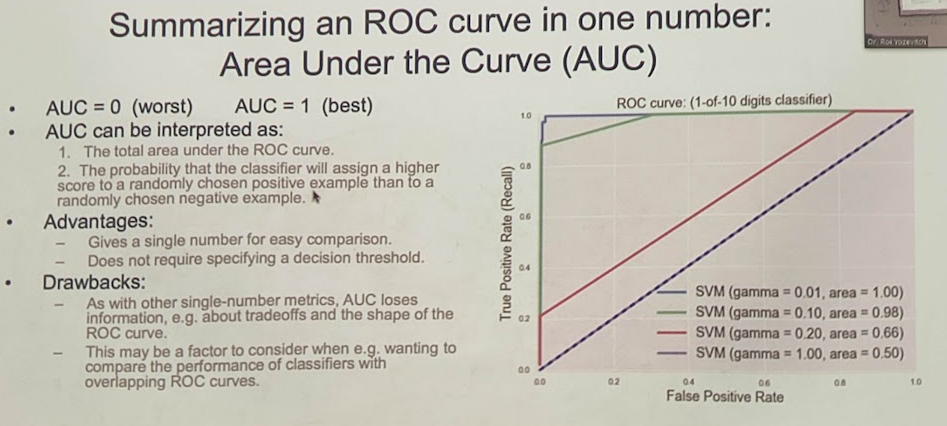 Summarizing an ROC curve in one number:
Area Under the Curve (AUC)
Dr. Roi Yozevitch
• AUC = 0 (worst) AUC = 1 (best)
• AUC can be interpreted as:
1. The total area under the ROC curve.
2. The probability that the classifier will assign a higher
score to a randomly chosen positive example than to a
randomly chosen negative example.
• Advantages:
– Gives a single number for easy comparison.
– Does not require specifying a decision threshold.
• Drawbacks:
– As with other single-number metrics, AUC loses
information, e.g. about tradeoffs and the shape of the
ROC curve.
– This may be a factor to consider when e.g. wanting to
compare the performance of classifiers with
overlapping ROC curves.
ROC curve: (1-of-10 digits classifier)
True Positive Rate (Recall)
1.0
0.8
0.6
0.4
0.2
0.0
SVM (gamma = 0.01, area = 1.00)
SVM (gamma = 0.10, area = 0.98)
SVM (gamma = 0.20, area = 0.66)
SVM (gamma = 1.00, area = 0.50)
0.0 0.2 0.4 0.6 0.8 1.0
False Positive Rate